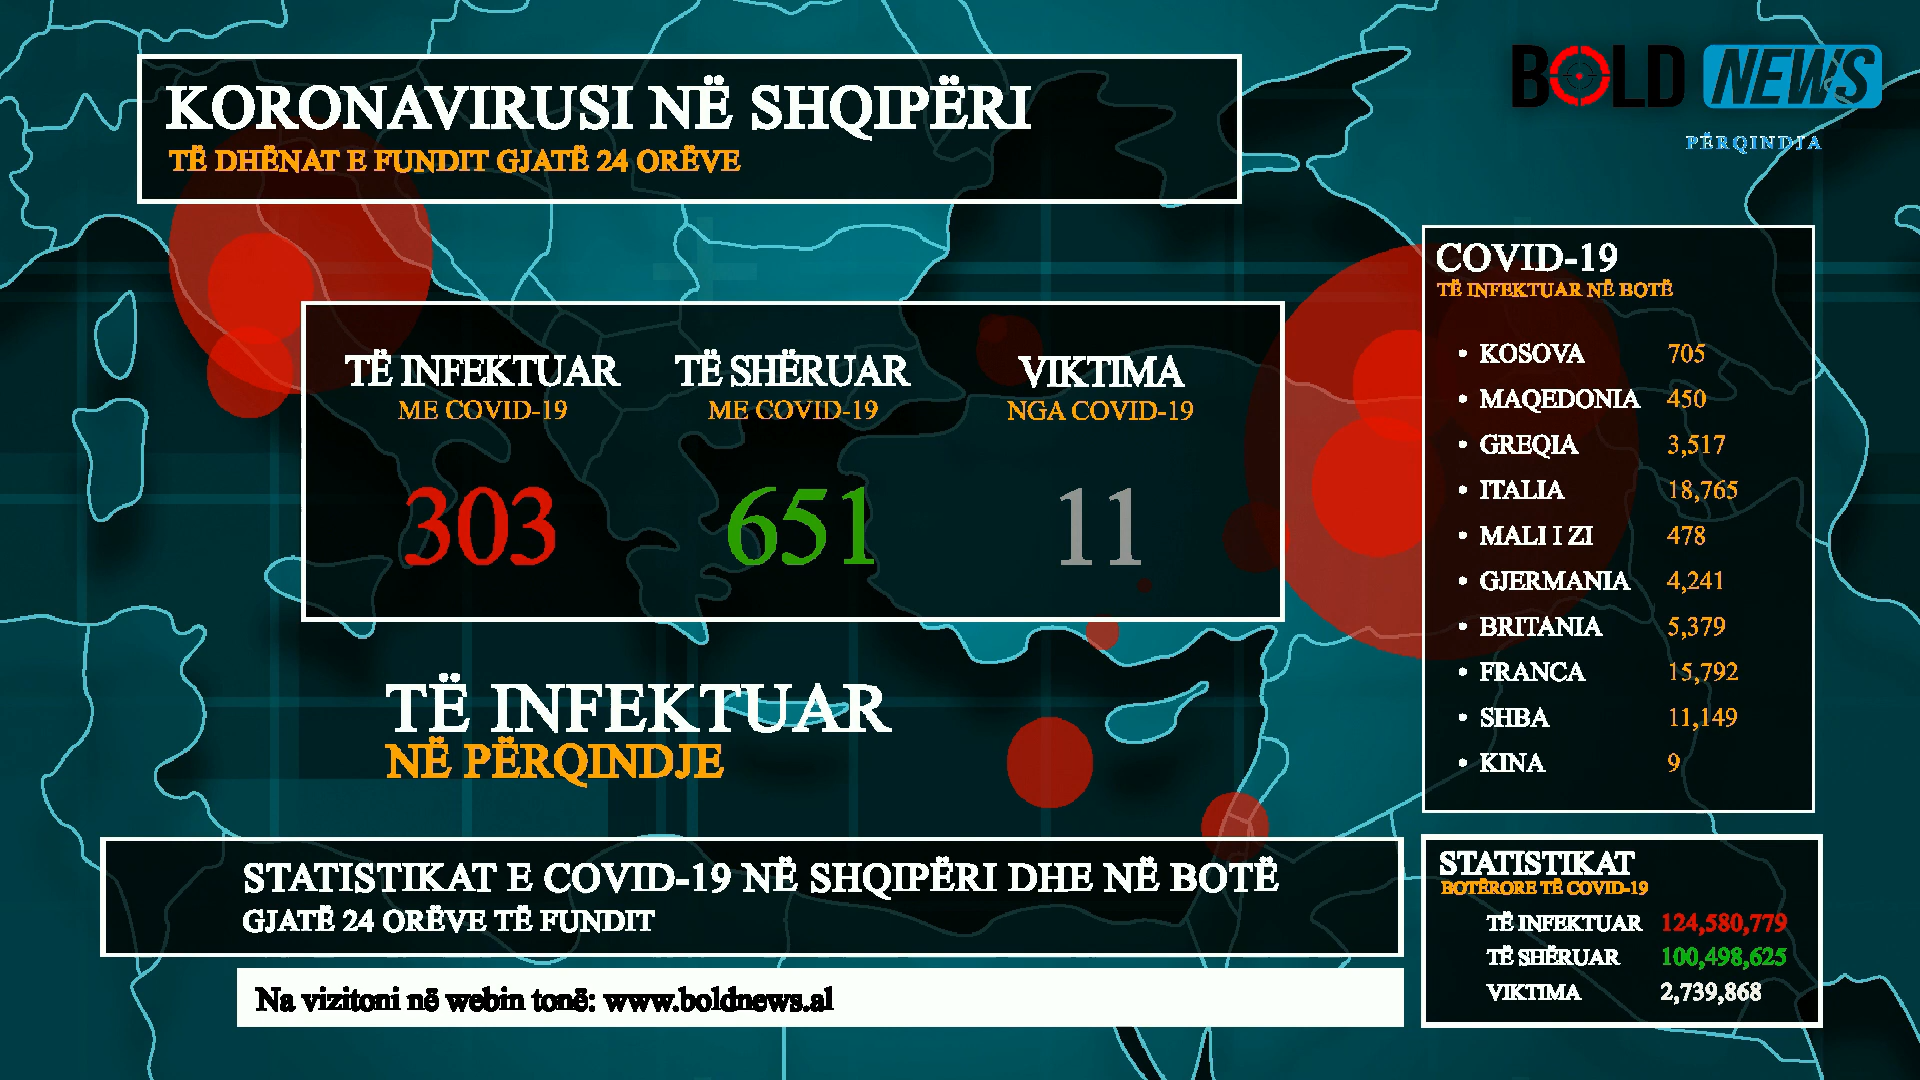 KORONAVIRUSI NË SHQIPËRI
TË DHËNAT E FUNDIT GJATË 24 ORËVE
BOLD NEWS
PËRQINDJA
TË INFEKTUAR
ME COVID-19
303
TË SHËRUAR
ME COVID-19
651
VIKTIMA
NGA COVID-19
11
COVID-19
TË INFEKTUAR NË BOTË
• KOSOVA 705
• MAQEDONIA 450
• GREQIA 3,517
• ITALIA 18,765
• MALI I ZI 478
• GJERMANIA 4,241
• BRITANIA 5,379
• FRANCA 15,792
• SHBA 11,149
• KINA 9
TË INFEKTUAR
NË PËRQINDJE
STATISTIKAT E COVID-19 NË SHQIPËRI DHE NË BOTË
GJATË 24 ORËVE TË FUNDIT
Na vizitoni në webin tonë: www.boldnews.al
STATISTIKAT
BOTËRORE TË COVID-19
TË INFEKTUAR 124,580,779
TË SHËRUAR 100,498,625
VIKTIMA 2,739,868